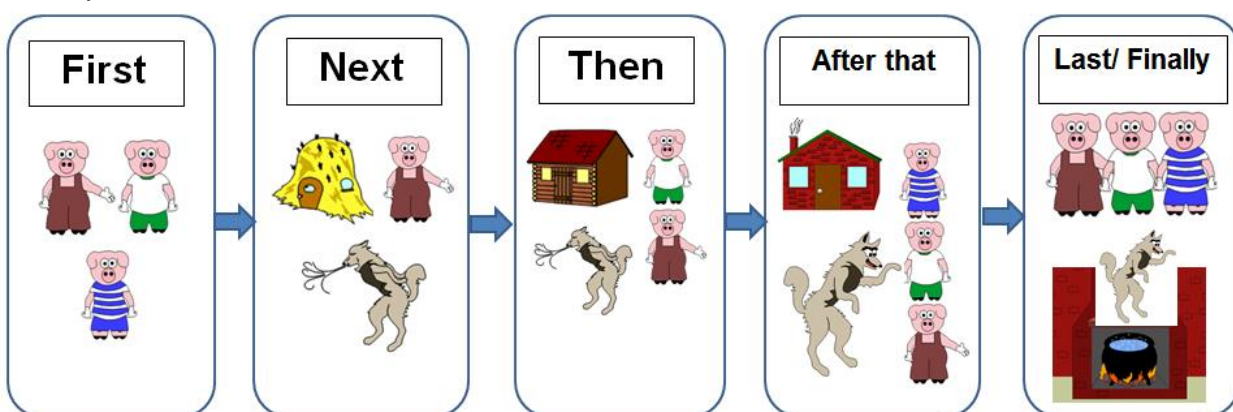 First
Next
Then
After that
Last/ Finally